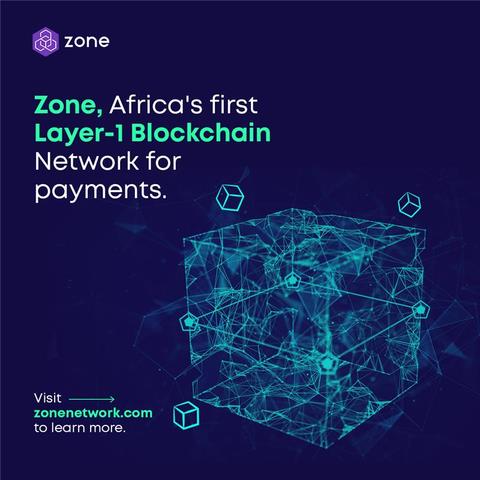 zone
Zone, Africa's first
Layer-1 Blockchain
Network for
payments.
Visit
zonenetwork.com
to learn more.